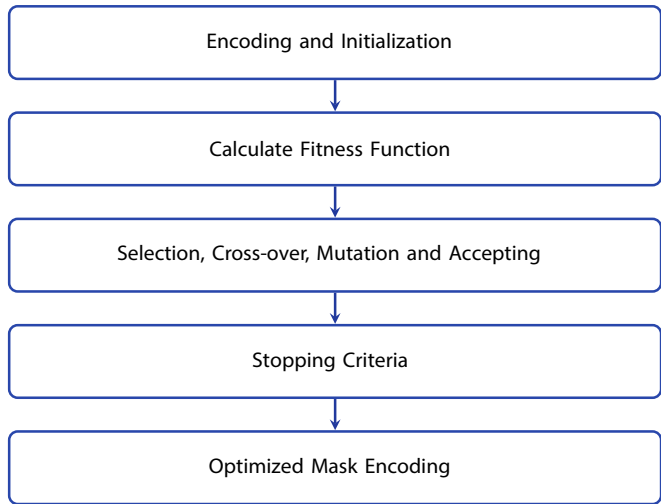 Encoding and Initialization
Calculate Fitness Function
Selection, Cross-over, Mutation and Accepting
Stopping Criteria
Optimized Mask Encoding